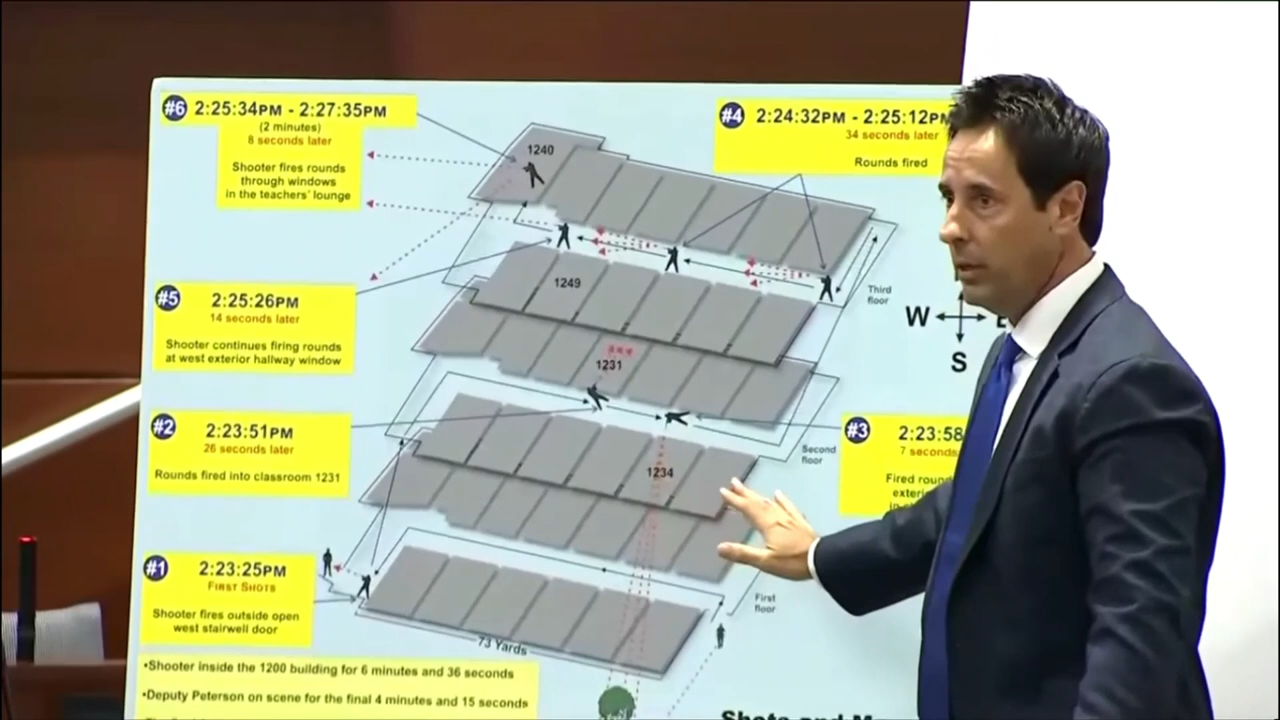 #6 2:25:34PM - 2:27:35PM
(2 minutes)
8 seconds later
Shooter fires rounds
through windows
in the teachers' lounge
#4 2:24:32PM - 2:25:12PM
34 seconds later
Rounds fired
1240
#5 2:25:26PM
14 seconds later
Shooter continues firing rounds
at west exterior hallway window
1249
Third
floor
W
S
1231
#2 2:23:51PM
26 seconds later
Rounds fired into classroom 1231
#3 2:23:58
7 seconds
Fired
1234
Second
floor
#1 2:23:25PM
FIRST SHOTS
Shooter fires outside open
west stairwell door
First
floor
73 Yards
•Shooter inside the 1200 building for 6 minutes and 36 seconds
•Deputy Peterson on scene for the final 4 minutes and 15 seconds
Shots and